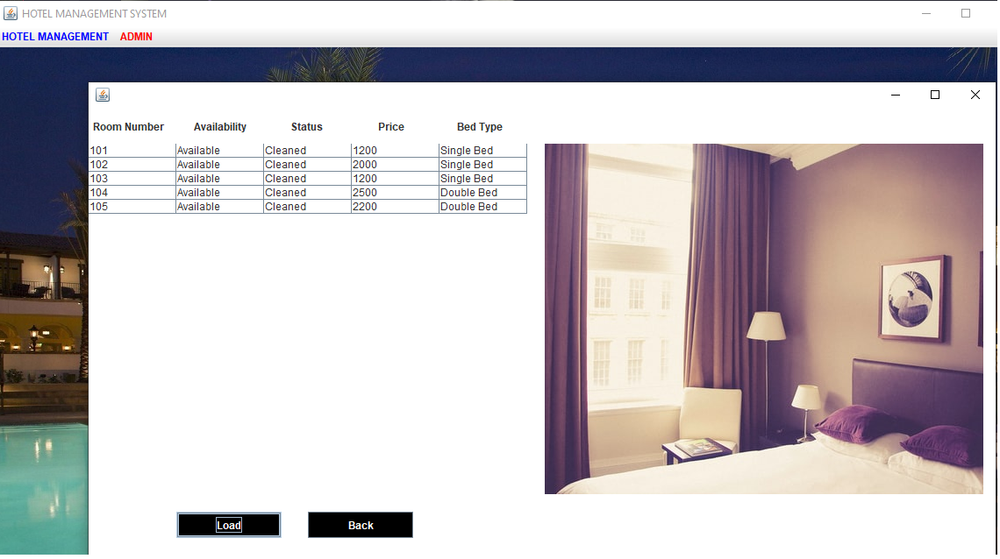 HOTEL MANAGEMENT SYSTEM
HOTEL MANAGEMENT ADMIN
Room Number Availability Status Price Bed Type
101 Available Cleaned 1200 Single Bed
102 Available Cleaned 2000 Single Bed
103 Available Cleaned 1200 Single Bed
104 Available Cleaned 2500 Double Bed
105 Available Cleaned 2200 Double Bed
Load Back